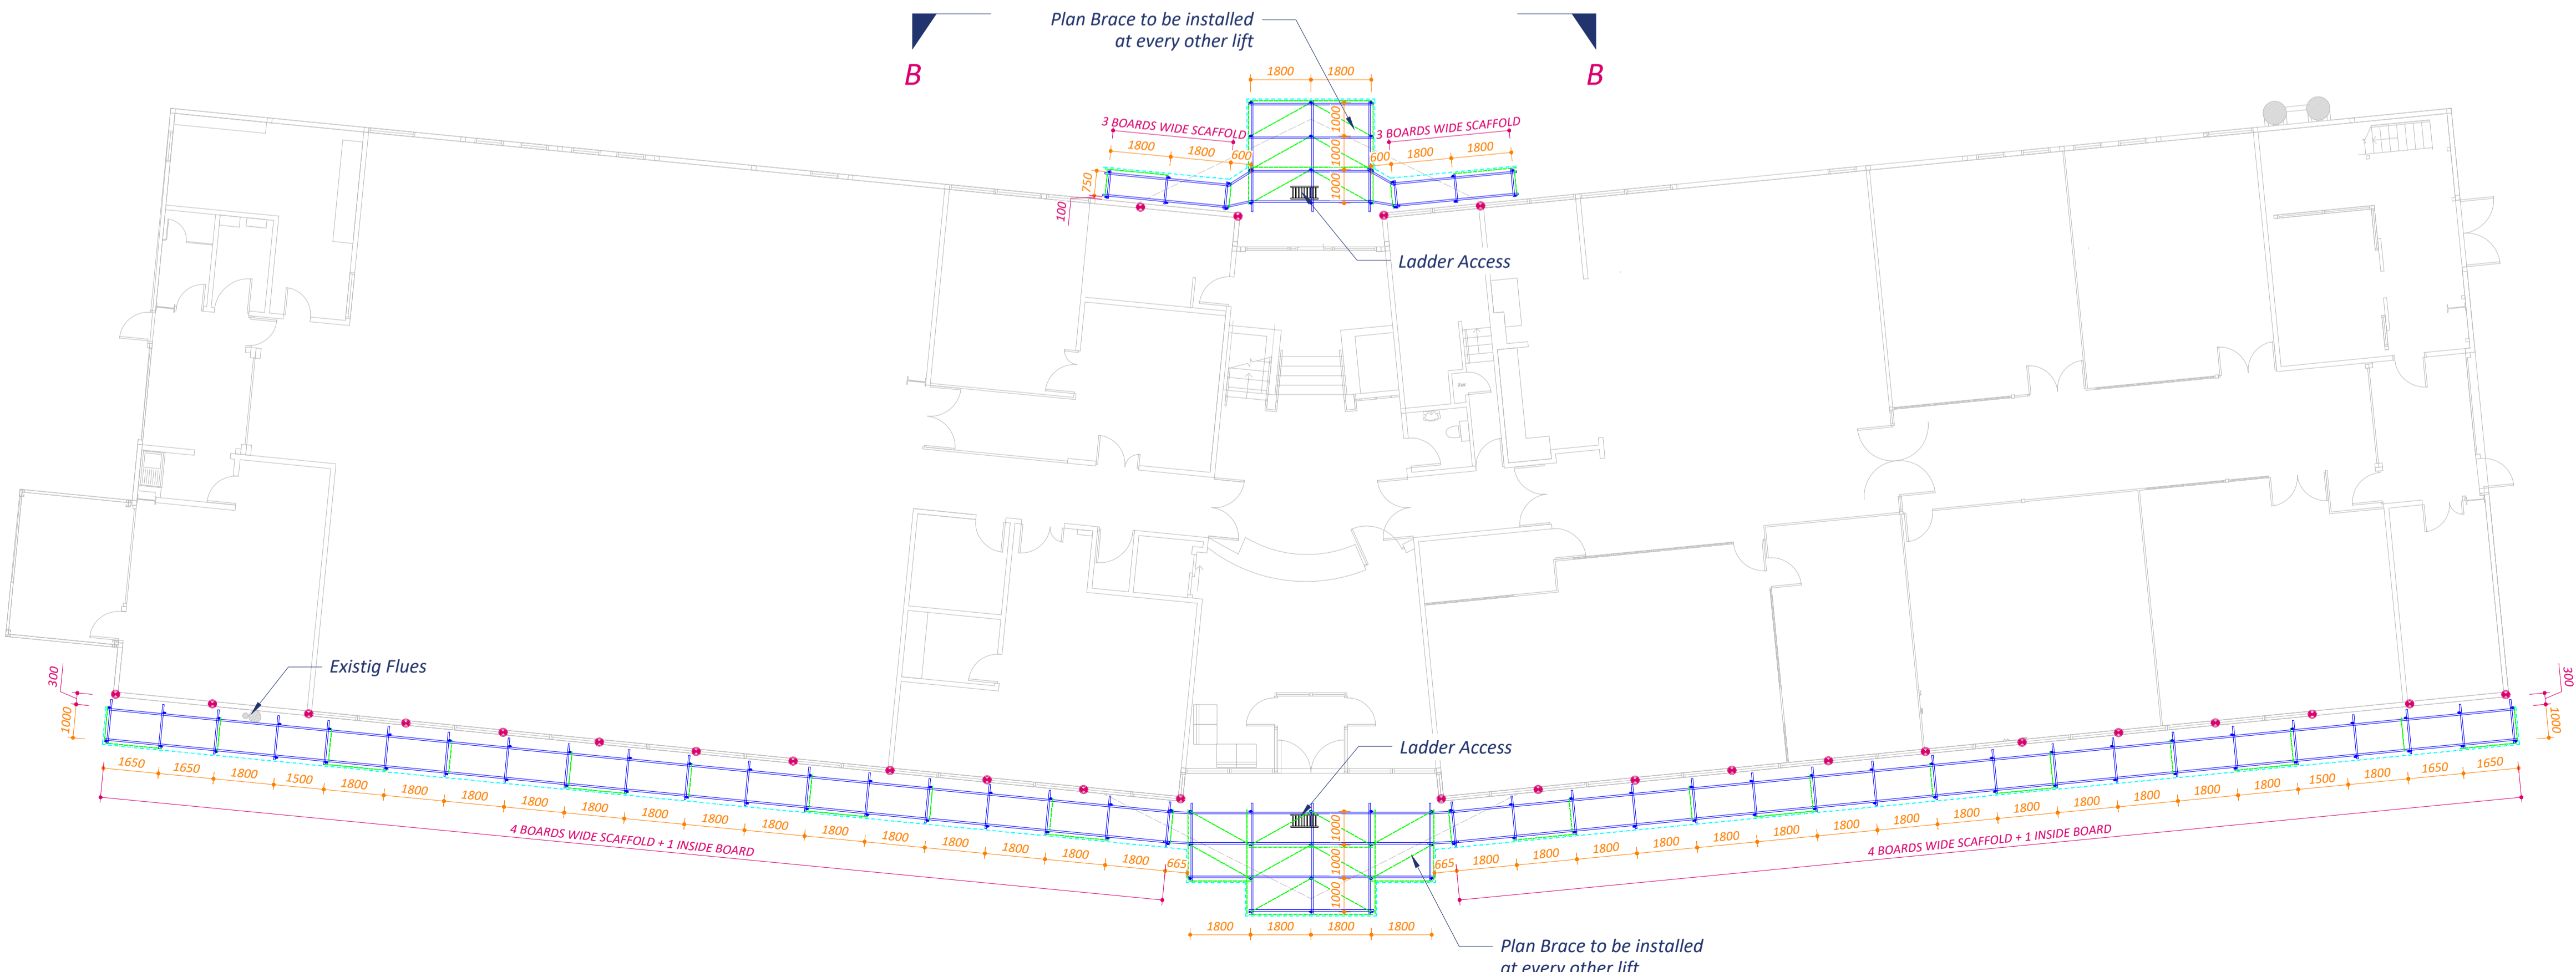 Plan Brace to be installed
at every other lift
B
B
1800 1800
3 BOARDS WIDE SCAFFOLD
3 BOARDS WIDE SCAFFOLD
1000
1000
1000
1800 1800 600
600 1800 1800
750
100
Ladder Access
Existig Flues
300
1000
300
1000
Ladder Access
1650 1650 1800 1500 1800 1800 1800 1800 1800 1800 1800 1800 1800 1800 1800 1800 1800 1800 665
4 BOARDS WIDE SCAFFOLD + 1 INSIDE BOARD
1000
1000
1000
665 1800 1800 1800 1800 1800 1800 1800 1800 1800 1800 1800 1800 1800 1800 1500 1800 1650 1650
4 BOARDS WIDE SCAFFOLD + 1 INSIDE BOARD
1800 1800 1800 1800
Plan Brace to be installed
at every other lift